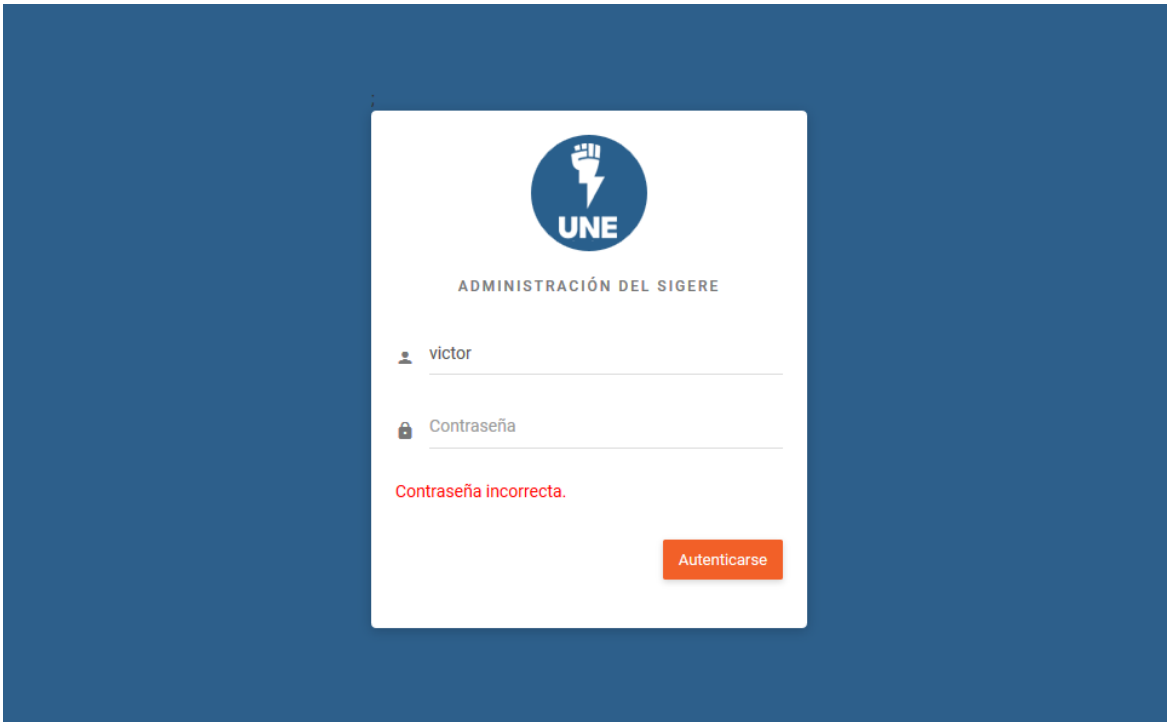 ;
UNE
ADMINISTRACIÓN DEL SIGERE
victor
Contraseña
Contraseña incorrecta.
Autenticarse